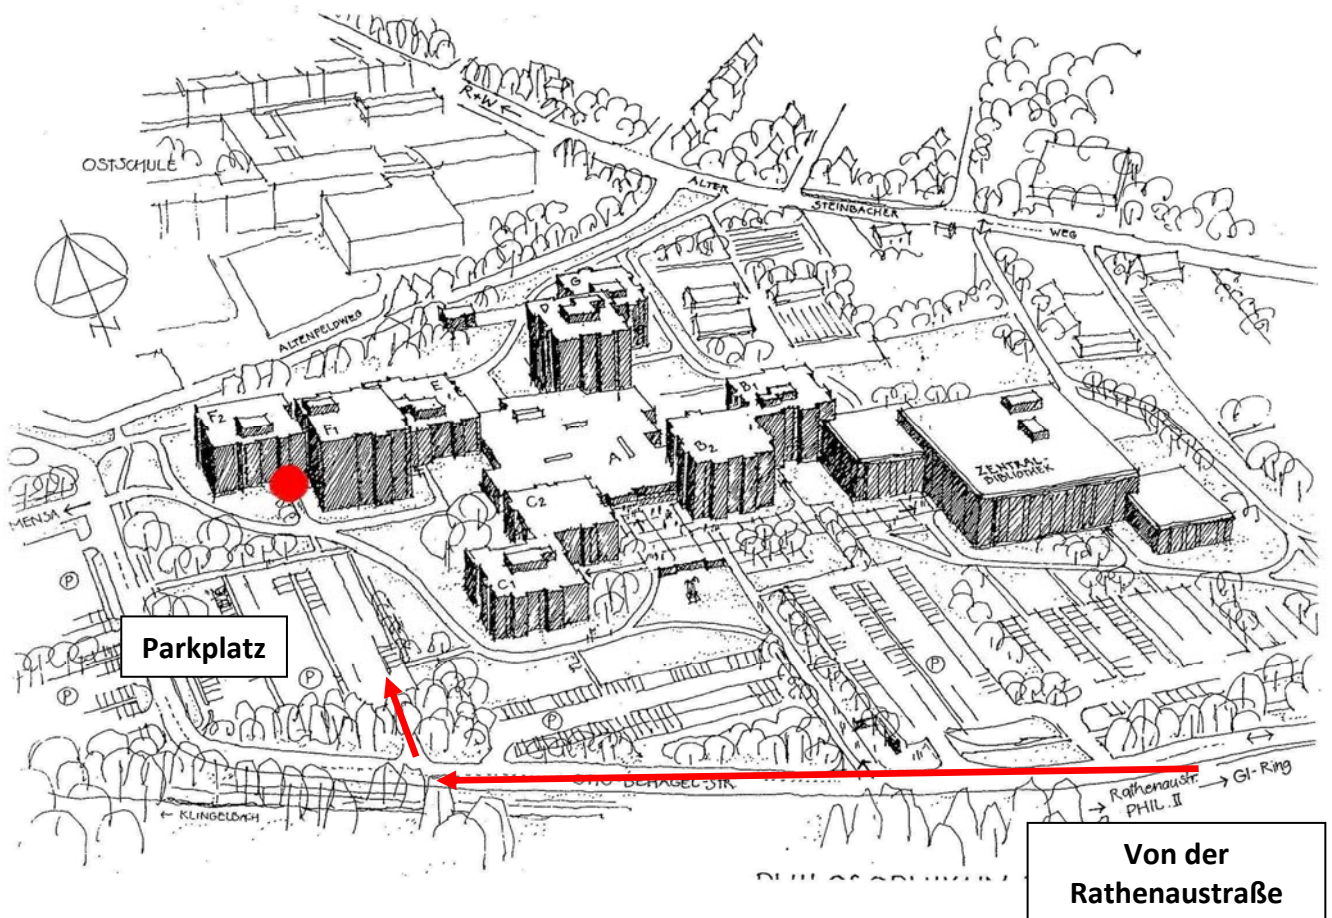 R+W
OSTSCHULE
ALTER
STEINBACHER
WEG
N
ALTENFELDWEG
G
D
E
F2
F1
B1
B2
A
ZENTRAL-
BIBLIOTHEK
C2
C1
MENSA
P
P
P
P
P
Parkplatz
KLINGELBACH
Rathenaustr.
PHIL. II
GI-Ring
Von der
Rathenaustraße